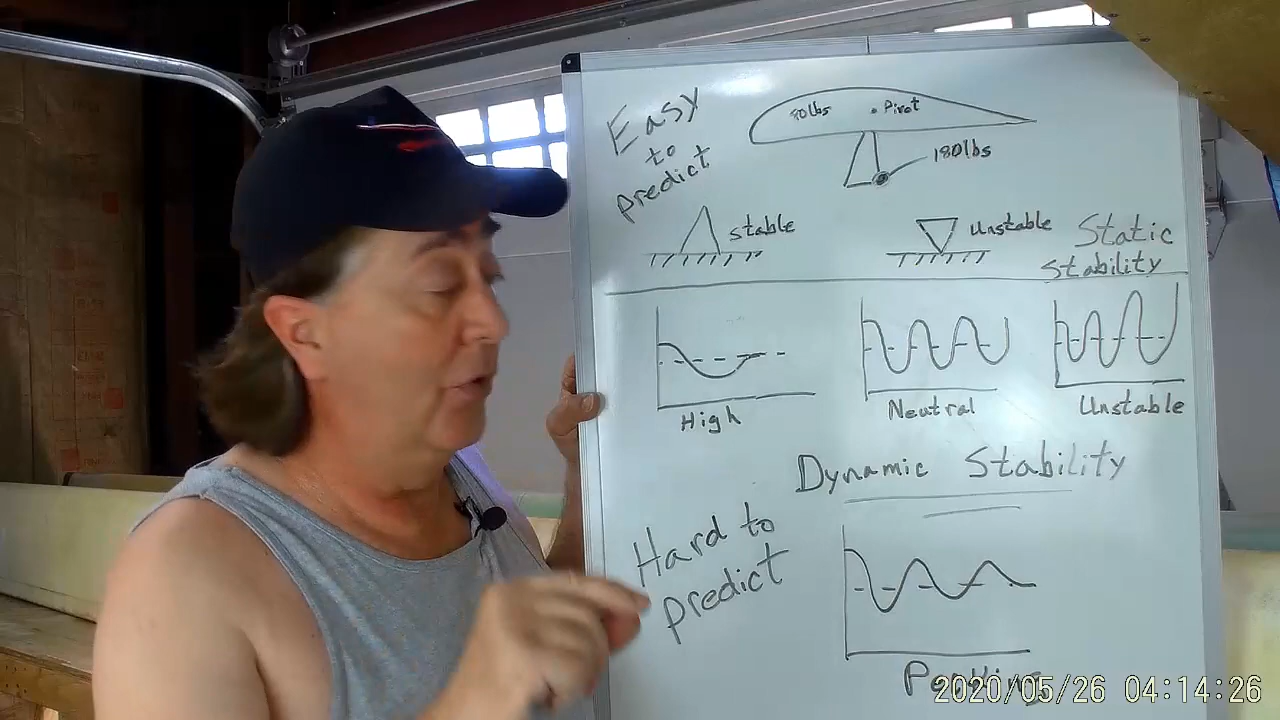 Easy
to
predict
80lbs
Pivot
180lbs
stable
Unstable
Static
Stability
High
Neutral
Unstable
Dynamic Stability
Hard to
predict
2020/05/26 04:14:26